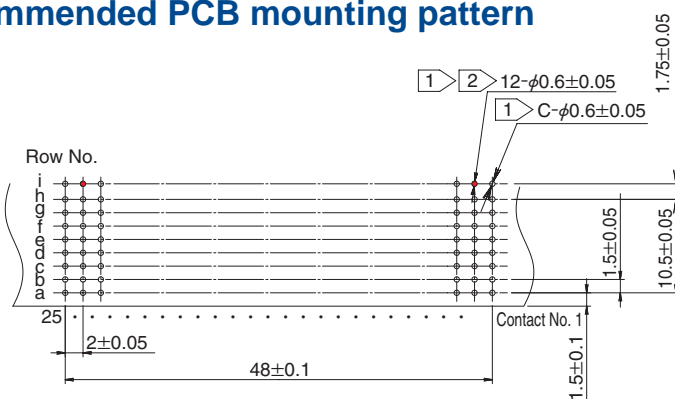 mmended PCB mounting pattern
1 2 12-ϕ0.6±0.05
1 C-ϕ0.6±0.05
1.75±0.05
Row No.
i
h
g
f
e
d
c
b
a
1.5±0.05
10.5±0.05
25
Contact No. 1
2±0.05
48±0.1
1.5±0.1